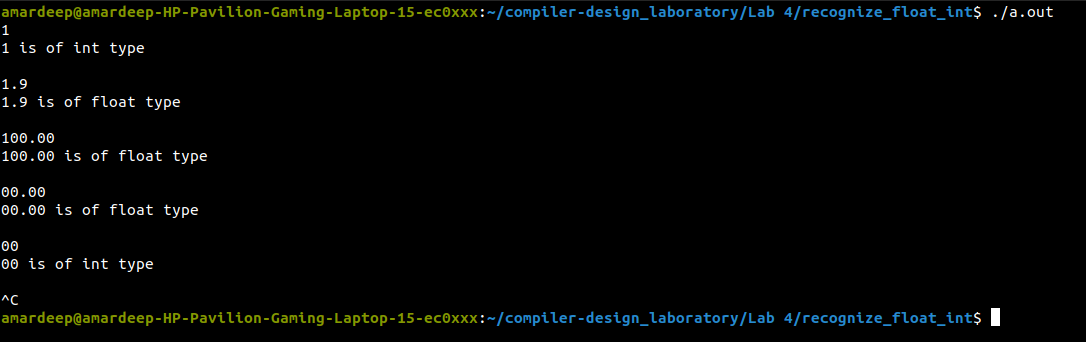 amardeep@amardeep-HP-Pavilion-Gaming-Laptop-15-ec0xxx:~/compiler-design_laboratory/Lab 4/recognize_float_int$ ./a.out
1
1 is of int type
1.9
1.9 is of float type
100.00
100.00 is of float type
00.00
00.00 is of float type
00
00 is of int type
^C
amardeep@amardeep-HP-Pavilion-Gaming-Laptop-15-ec0xxx:~/compiler-design_laboratory/Lab 4/recognize_float_int$